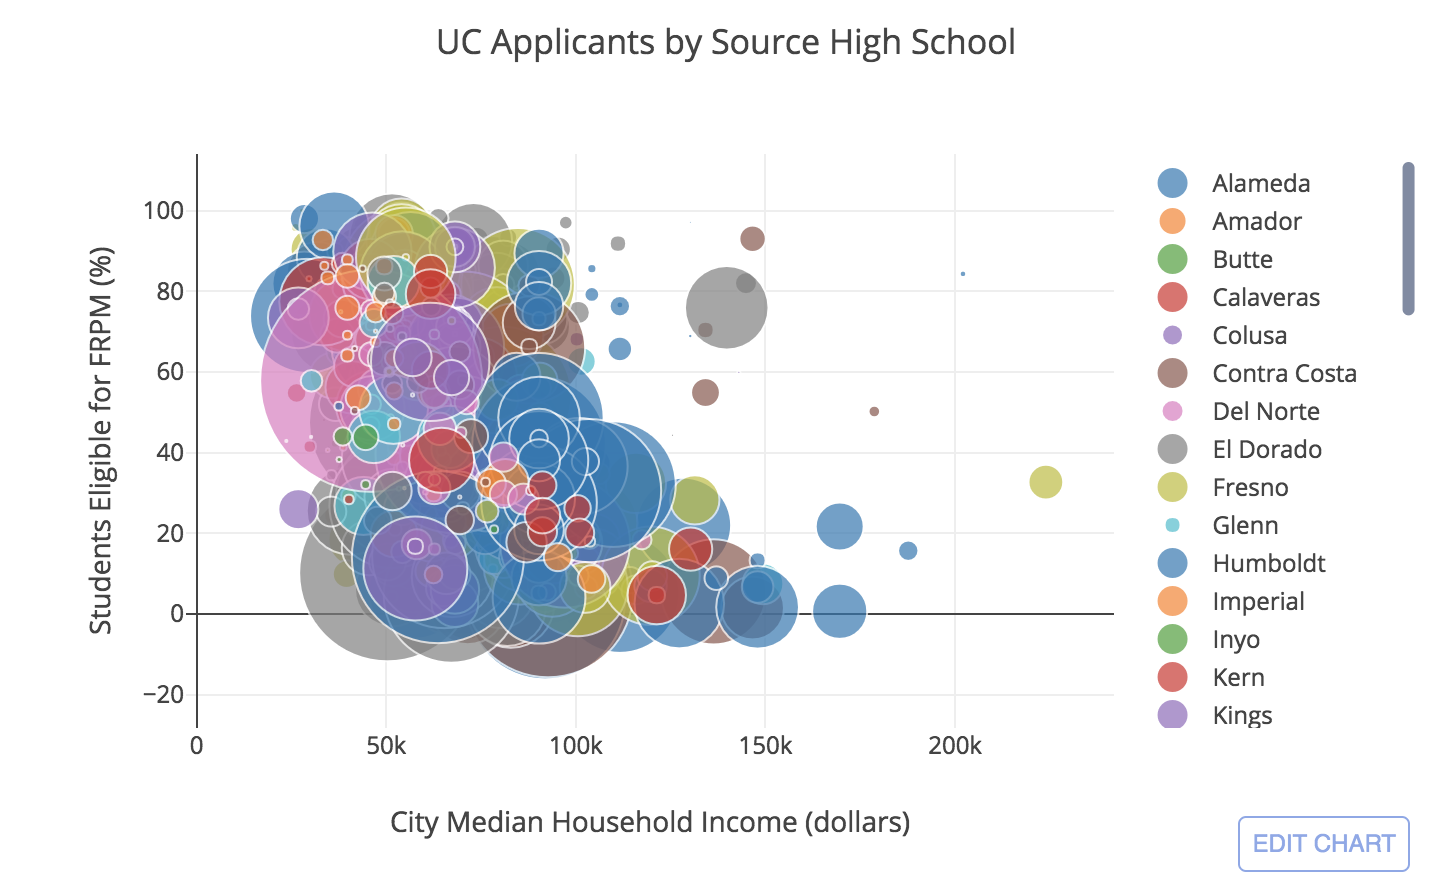 UC Applicants by Source High School
100
80
60
40
20
0
−20
Students Eligible for FRPM (%)
0
50k
100k
150k
200k
City Median Household Income (dollars)
Alameda
Amador
Butte
Calaveras
Colusa
Contra Costa
Del Norte
El Dorado
Fresno
Glenn
Humboldt
Imperial
Inyo
Kern
Kings
EDIT CHART